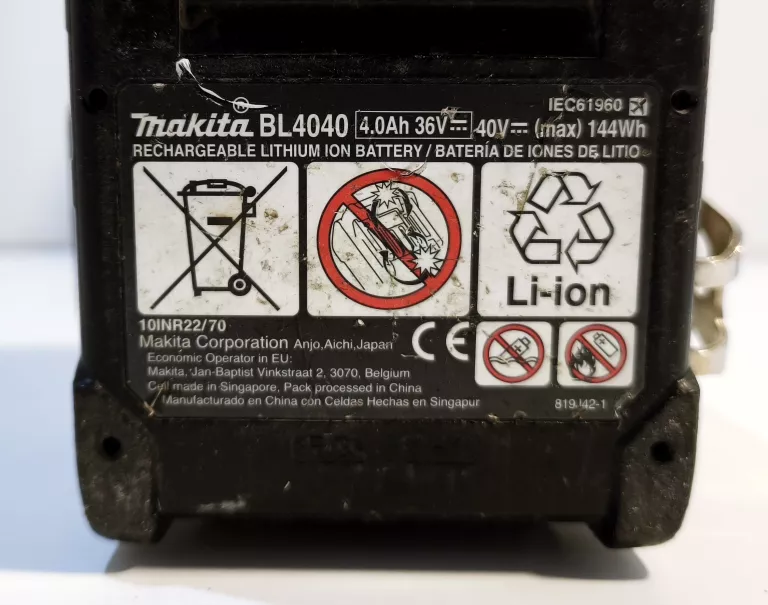 IEC61960
makita BL4040 4.0Ah 36V⎓ 40V⎓ (max) 144Wh
RECHARGEABLE LITHIUM ION BATTERY / BATERÍA DE IONES DE LITIO
Li-ion
10INR22/70
Makita Corporation Anjo, Aichi, Japan
CE
Economic Operator in EU:
Makita, Jan-Baptist Vinkstraat 2, 3070, Belgium
Cell made in Singapore, Pack processed in China
Manufacturado en China con Celdas Hechas en Singapur